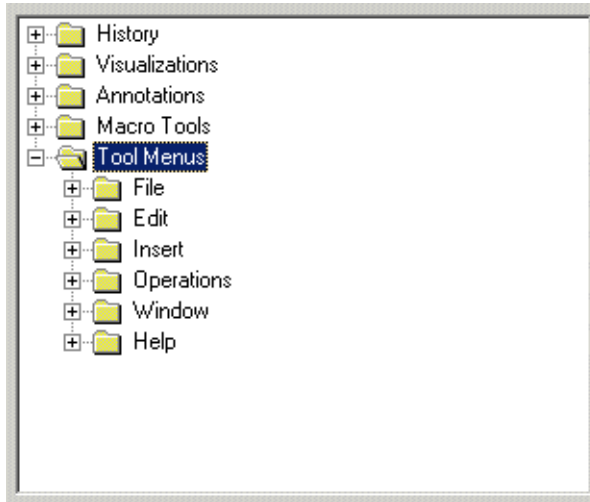 History
Visualizations
Annotations
Macro Tools
Tool Menus
File
Edit
Insert
Operations
Window
Help